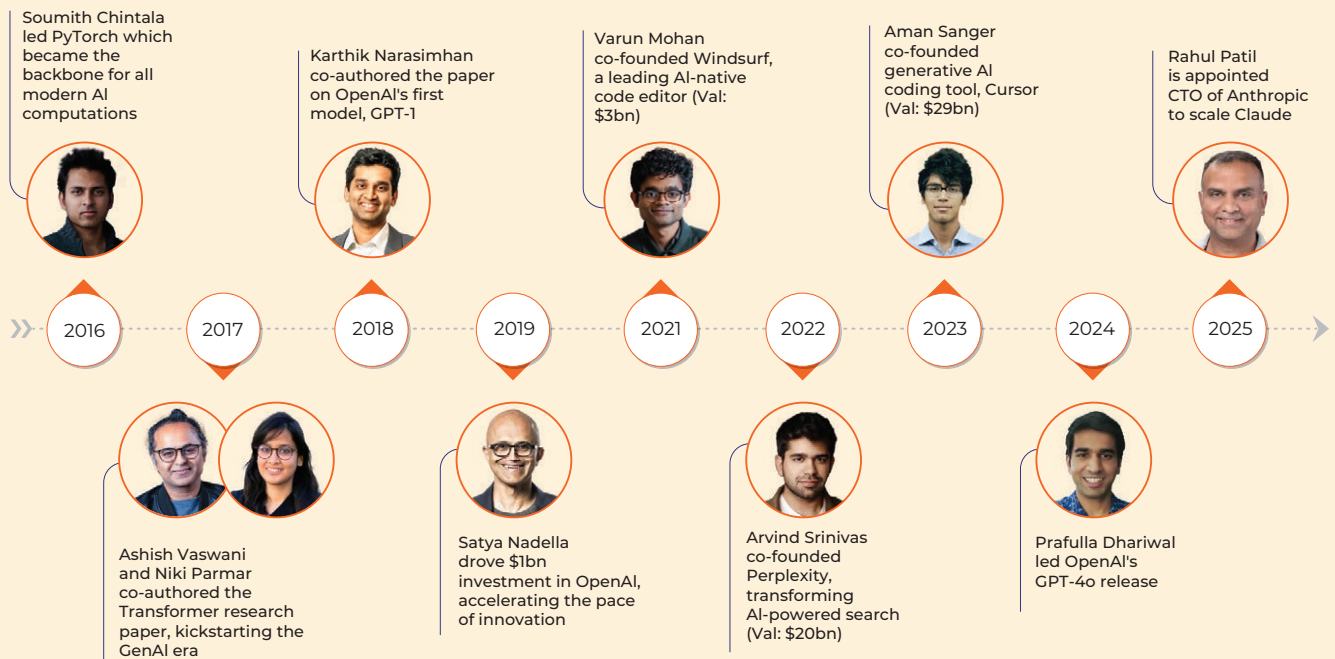 Soumith Chintala
led PyTorch which
became the
backbone for all
modern AI
computations
Karthik Narasimhan
co-authored the paper
on OpenAI's first
model, GPT-1
Varun Mohan
co-founded Windsurf,
a leading AI-native
code editor (Val:
$3bn)
Aman Sanger
co-founded
generative AI
coding tool, Cursor
(Val: $29bn)
Rahul Patil
is appointed
CTO of Anthropic
to scale Claude
2016
2017
2018
2019
2021
2022
2023
2024
2025
Ashish Vaswani
and Niki Parmar
co-authored the
Transformer research
paper, kickstarting the
GenAI era
Satya Nadella
drove $1bn
investment in OpenAI,
accelerating the pace
of innovation
Arvind Srinivas
co-founded
Perplexity,
transforming
AI-powered search
(Val: $20bn)
Prafulla Dhariwal
led OpenAI's
GPT-4o release